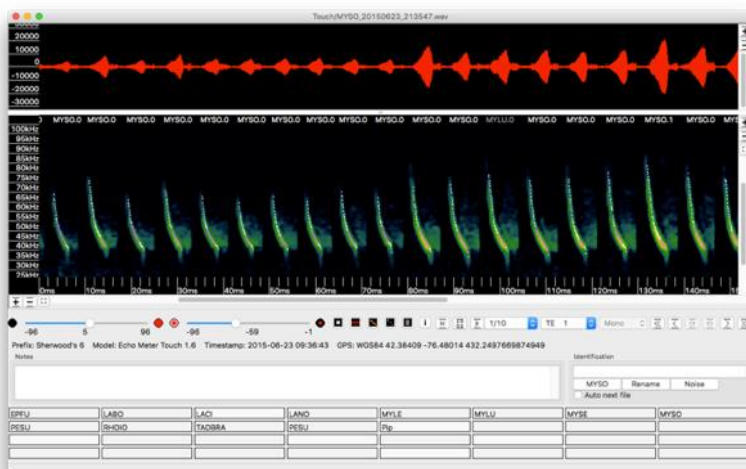 Touch/MYSO_20150623_213547.wav
20000
10000
0
-10000
-20000
-30000
MYSO.0 MYSO.0 MYSO.0 MYSO.0 MYSO.0 MYSO.0 MYSO.0 MYSO.0 MYSO.0 MYSO.0 MYSO.0 MYLU.0 MYSO.0 MYSO.0 MYSO.0 MYSO.1 MYSO.0
100kHz
95kHz
90kHz
85kHz
80kHz
75kHz
70kHz
65kHz
60kHz
55kHz
50kHz
45kHz
40kHz
35kHz
30kHz
25kHz
0ms 10ms 20ms 30ms 40ms 50ms 60ms 70ms 80ms 90ms 100ms 110ms 120ms 130ms 140ms
-96 5 96 -96 -59 -1 1/10 TE 1 Mono
Prefix: Sherwood's 6 Model: Echo Meter Touch 1.6 Timestamp: 2015-06-23 09:36:43 GPS: WGS84 42.38409 -76.48014 432.2497669874949
Notes Identification
MYSO Rename Noise
Auto next file
EPFU LABO LACI LANO MYLE MYLU MYSE MYSO
PESU RHOIO TADBRA PESU Pip